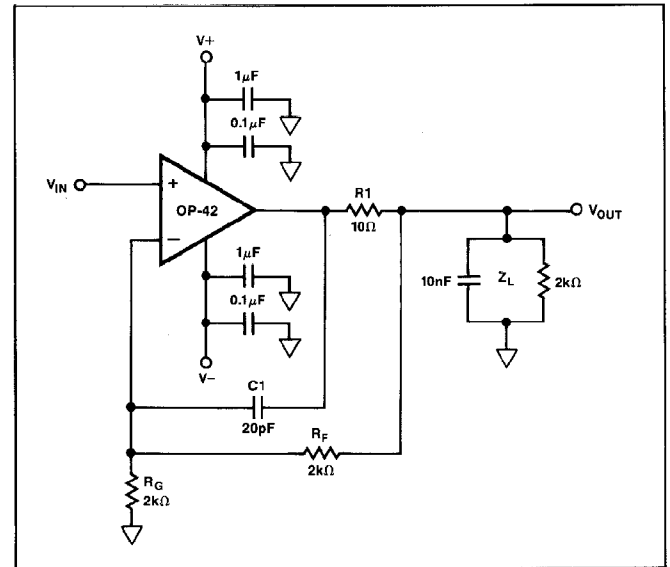 V+
1μF
0.1μF
VIN
+
OP-42
−
R1
10Ω
VOUT
1μF
0.1μF
10nF
ZL
2kΩ
V−
C1
20pF
RF
2kΩ
RG
2kΩ